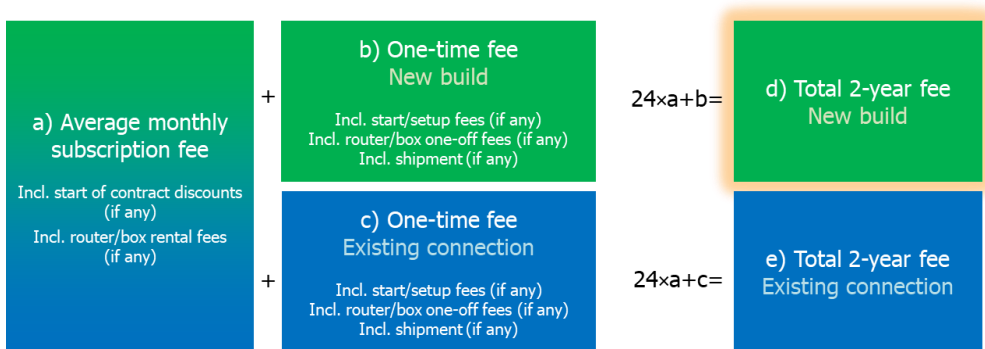 a) Average monthly
subscription fee
Incl. start of contract discounts
(if any)
Incl. router/box rental fees
(if any)
+
b) One-time fee
New build
Incl. start/setup fees (if any)
Incl. router/box one-off fees (if any)
Incl. shipment (if any)
24×a+b=
d) Total 2-year fee
New build
+
c) One-time fee
Existing connection
Incl. start/setup fees (if any)
Incl. router/box one-off fees (if any)
Incl. shipment (if any)
24×a+c=
e) Total 2-year fee
Existing connection